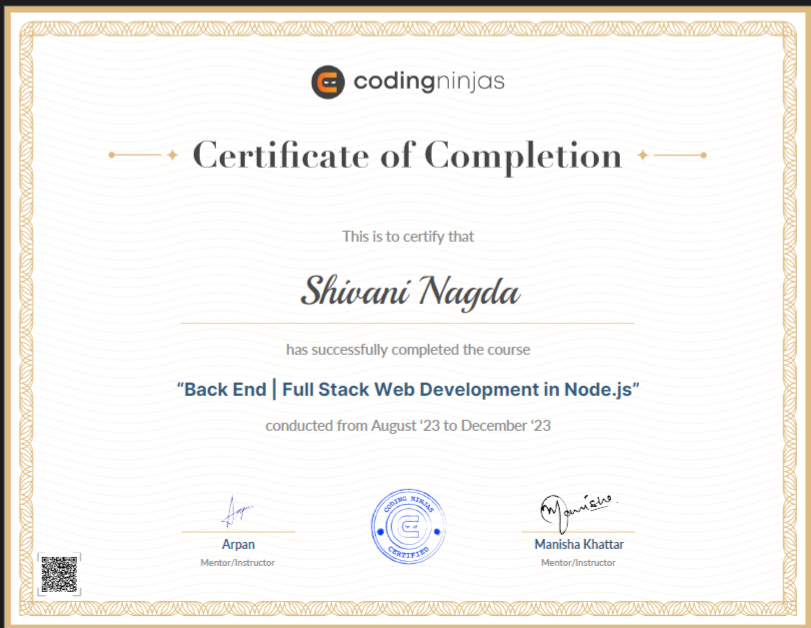 codingninjas
Certificate of Completion
This is to certify that
Shivani Nagda
has successfully completed the course
“Back End | Full Stack Web Development in Node.js”
conducted from August ‘23 to December ‘23
CODING NINJAS
CERTIFIED
Arpan
Mentor/Instructor
Manisha
Manisha Khattar
Mentor/Instructor